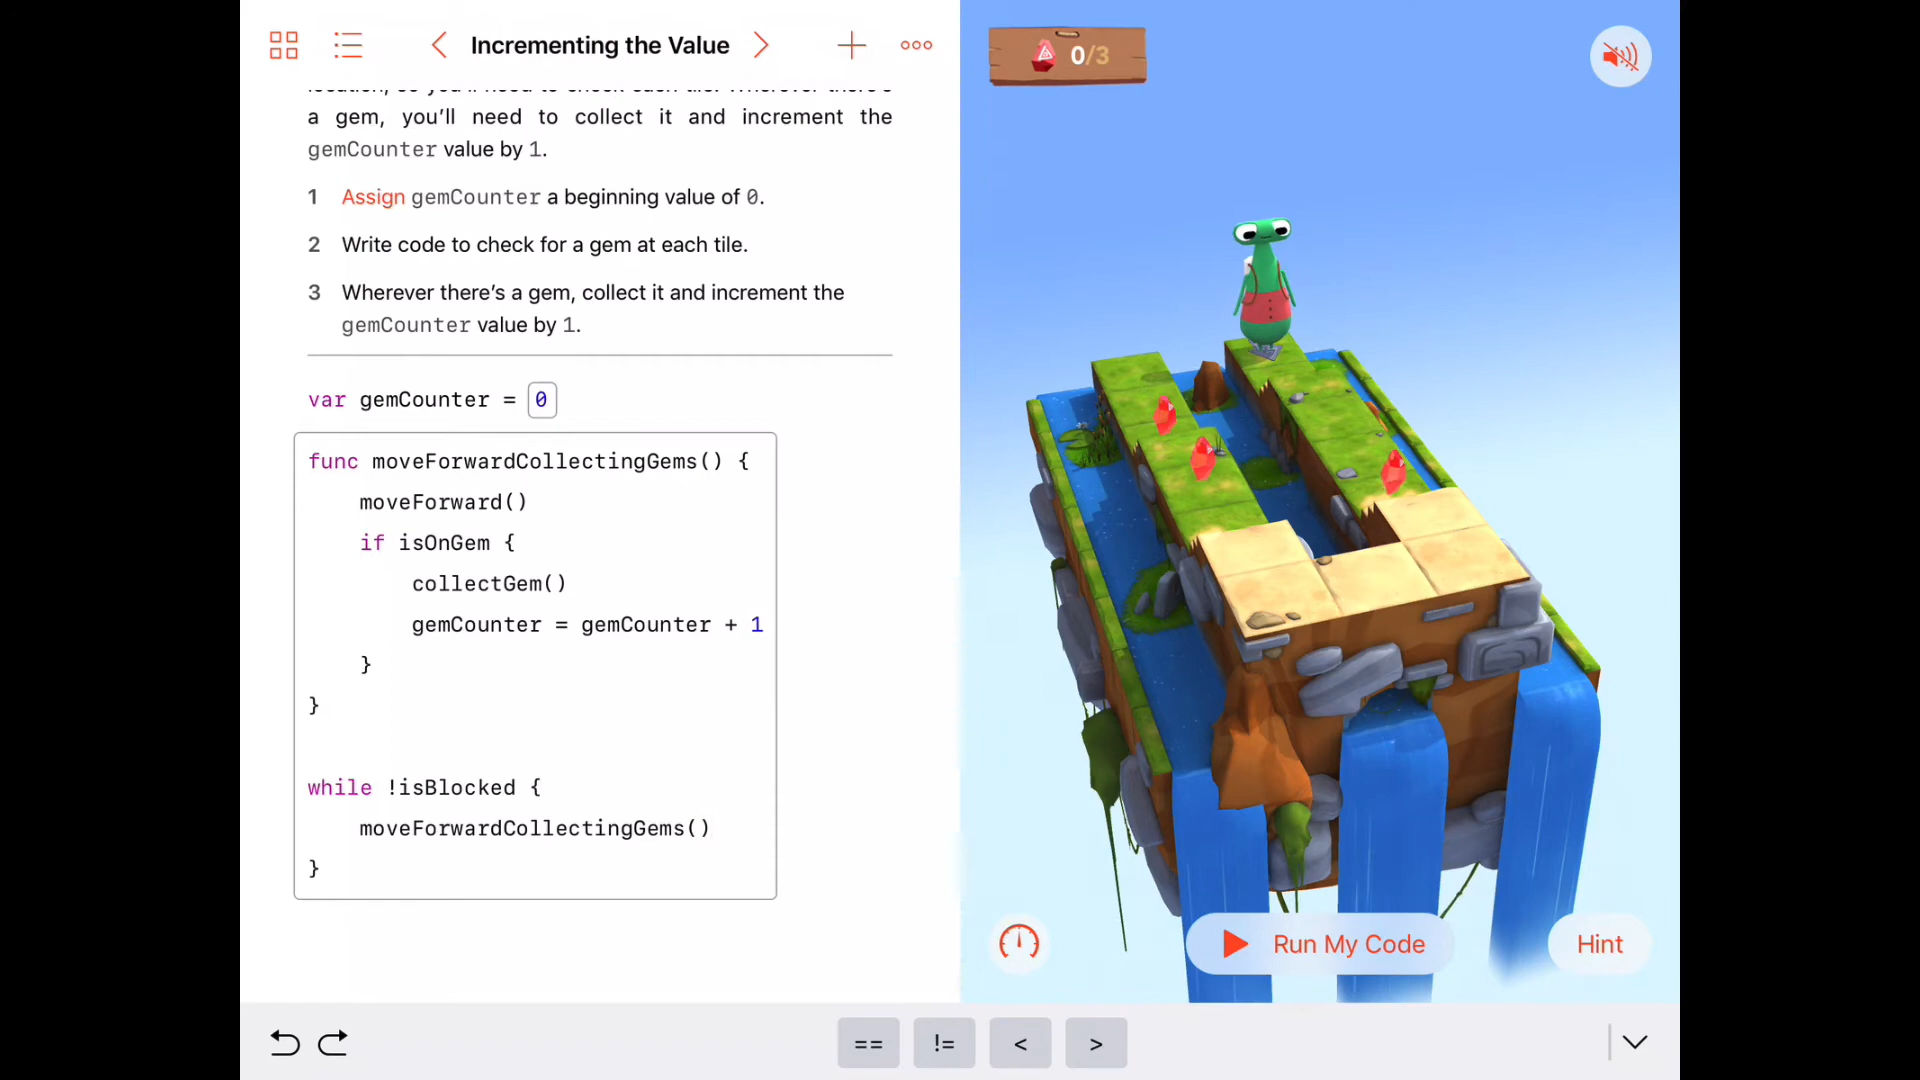 Incrementing the Value
a gem, you’ll need to collect it and increment the
gemCounter value by 1.
1 Assign gemCounter a beginning value of 0.
2 Write code to check for a gem at each tile.
3 Wherever there’s a gem, collect it and increment the
gemCounter value by 1.
var gemCounter = 0
func moveForwardCollectingGems() {
moveForward()
if isOnGem {
collectGem()
gemCounter = gemCounter + 1
}
}
while !isBlocked {
moveForwardCollectingGems()
}
0/3
Run My Code
Hint
== != < >